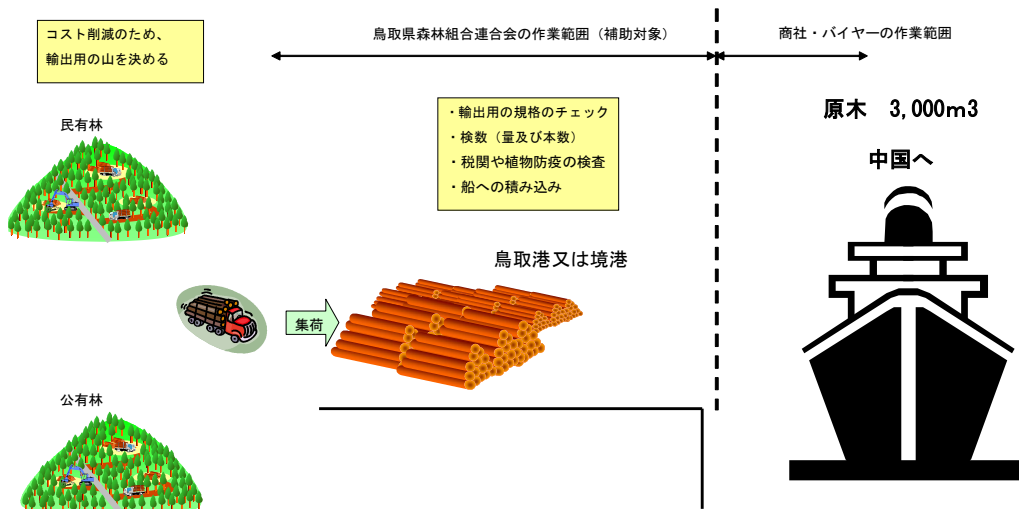 コスト削減のため、
輸出用の山を決める
鳥取県森林組合連合会の作業範囲（補助対象）
商社・バイヤーの作業範囲
民有林
・輸出用の規格のチェック
・検数（量及び本数）
・税関や植物防疫の検査
・船への積み込み
原木　3,000m3
中国へ
鳥取港又は境港
集荷
公有林